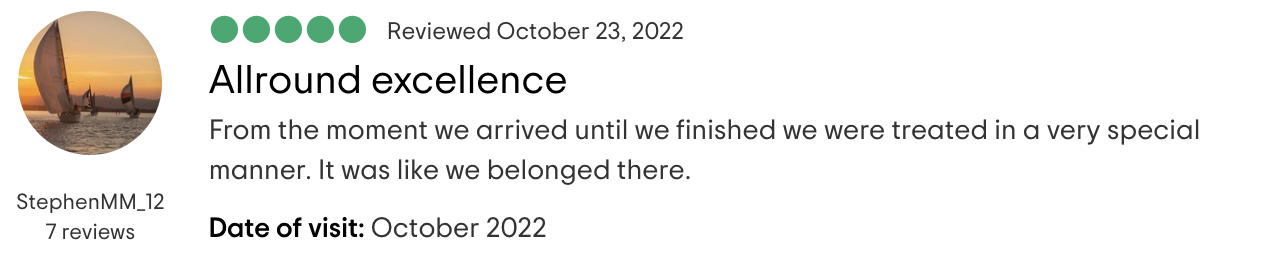 Reviewed October 23, 2022
Allround excellence
From the moment we arrived until we finished we were treated in a very special
manner. It was like we belonged there.
Date of visit: October 2022
StephenMM_12
7 reviews